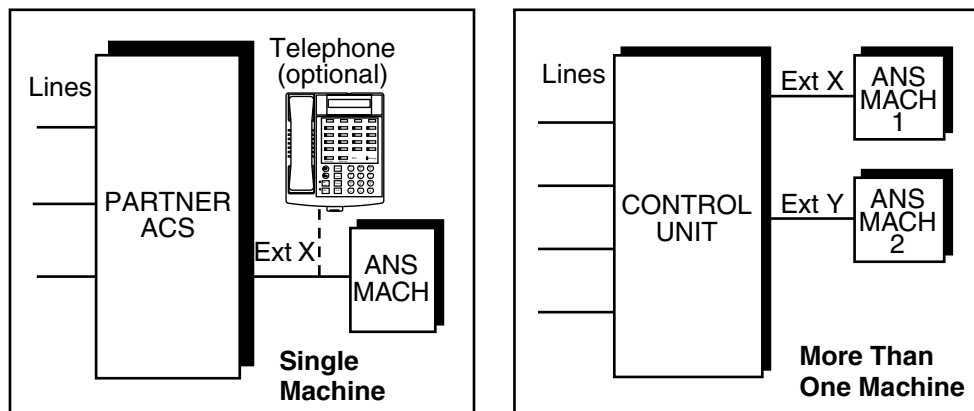 Lines
Telephone
(optional)
PARTNER
ACS
Ext X
ANS
MACH
Single
Machine
Lines
CONTROL
UNIT
Ext X
ANS
MACH
1
Ext Y
ANS
MACH
2
More Than
One Machine